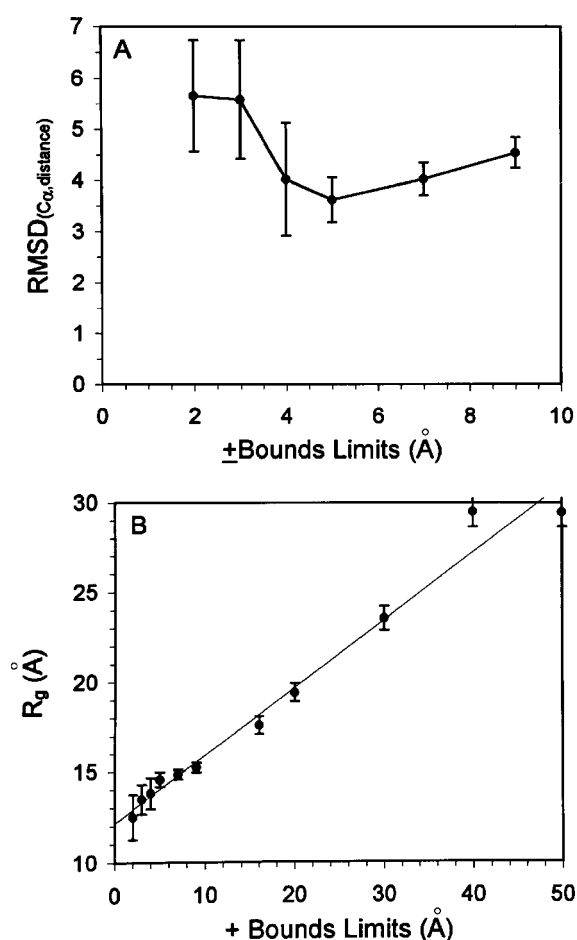 A
7
6
5
4
3
2
1
0
RMSD(Cα,distance)
0 2 4 6 8 10
±Bounds Limits (Å)
B
30
25
20
15
10
Rg (Å)
0 10 20 30 40 50
+ Bounds Limits (Å)